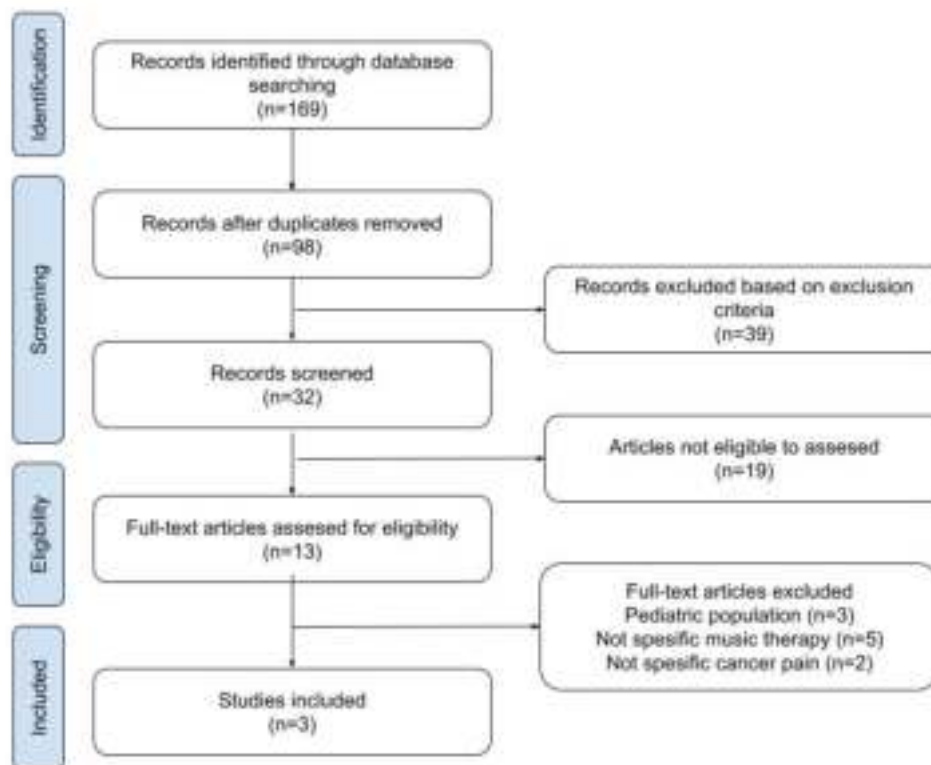 Identification
Records identified through database
searching
(n=169)
Screening
Records after duplicates removed
(n=98)
Records excluded based on exclusion
criteria
(n=39)
Records screened
(n=32)
Articles not eligible to assesed
(n=19)
Eligibility
Full-text articles assesed for eligibility
(n=13)
Full-text articles excluded
Pediatric population (n=3)
Not spesific music therapy (n=5)
Not spesific cancer pain (n=2)
Included
Studies included
(n=3)